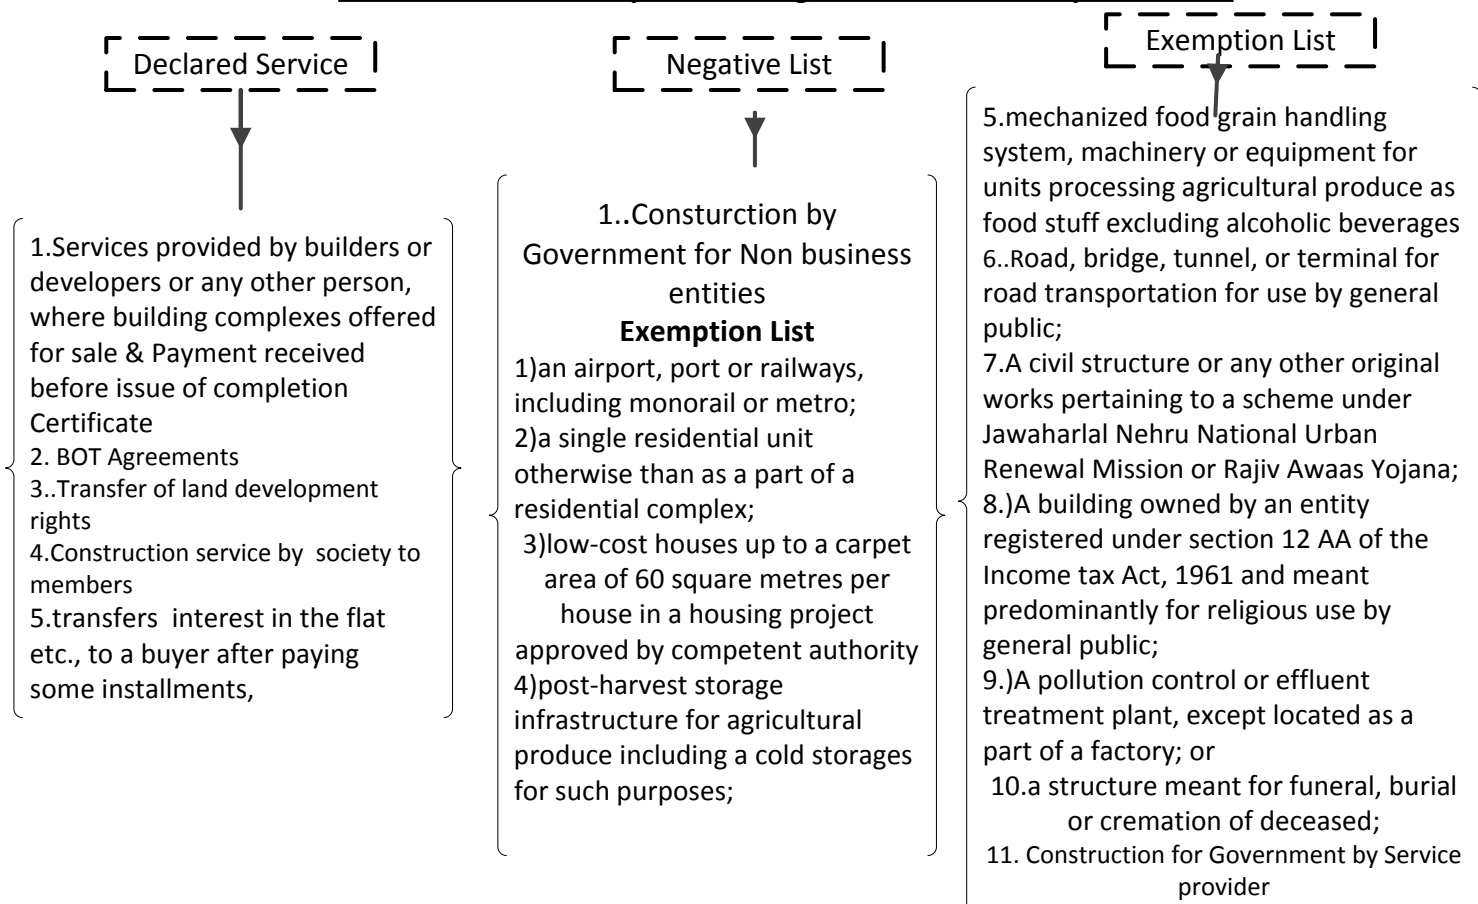 Declared Service
1.Services provided by builders or
developers or any other person,
where building complexes offered
for sale & Payment received
before issue of completion
Certificate
2. BOT Agreements
3..Transfer of land development
rights
4.Construction service by society to
members
5.transfers interest in the flat
etc., to a buyer after paying
some installments,
Negative List
1..Consturction by
Government for Non business
entities
Exemption List
1)an airport, port or railways,
including monorail or metro;
2)a single residential unit
otherwise than as a part of a
residential complex;
3)low-cost houses up to a carpet
area of 60 square metres per
house in a housing project
approved by competent authority
4)post-harvest storage
infrastructure for agricultural
produce including a cold storages
for such purposes;
Exemption List
5.mechanized food grain handling
system, machinery or equipment for
units processing agricultural produce as
food stuff excluding alcoholic beverages
6..Road, bridge, tunnel, or terminal for
road transportation for use by general
public;
7.A civil structure or any other original
works pertaining to a scheme under
Jawaharlal Nehru National Urban
Renewal Mission or Rajiv Awaas Yojana;
8.)A building owned by an entity
registered under section 12 AA of the
Income tax Act, 1961 and meant
predominantly for religious use by
general public;
9.)A pollution control or effluent
treatment plant, except located as a
part of a factory; or
10.a structure meant for funeral, burial
or cremation of deceased;
11. Construction for Government by Service
provider